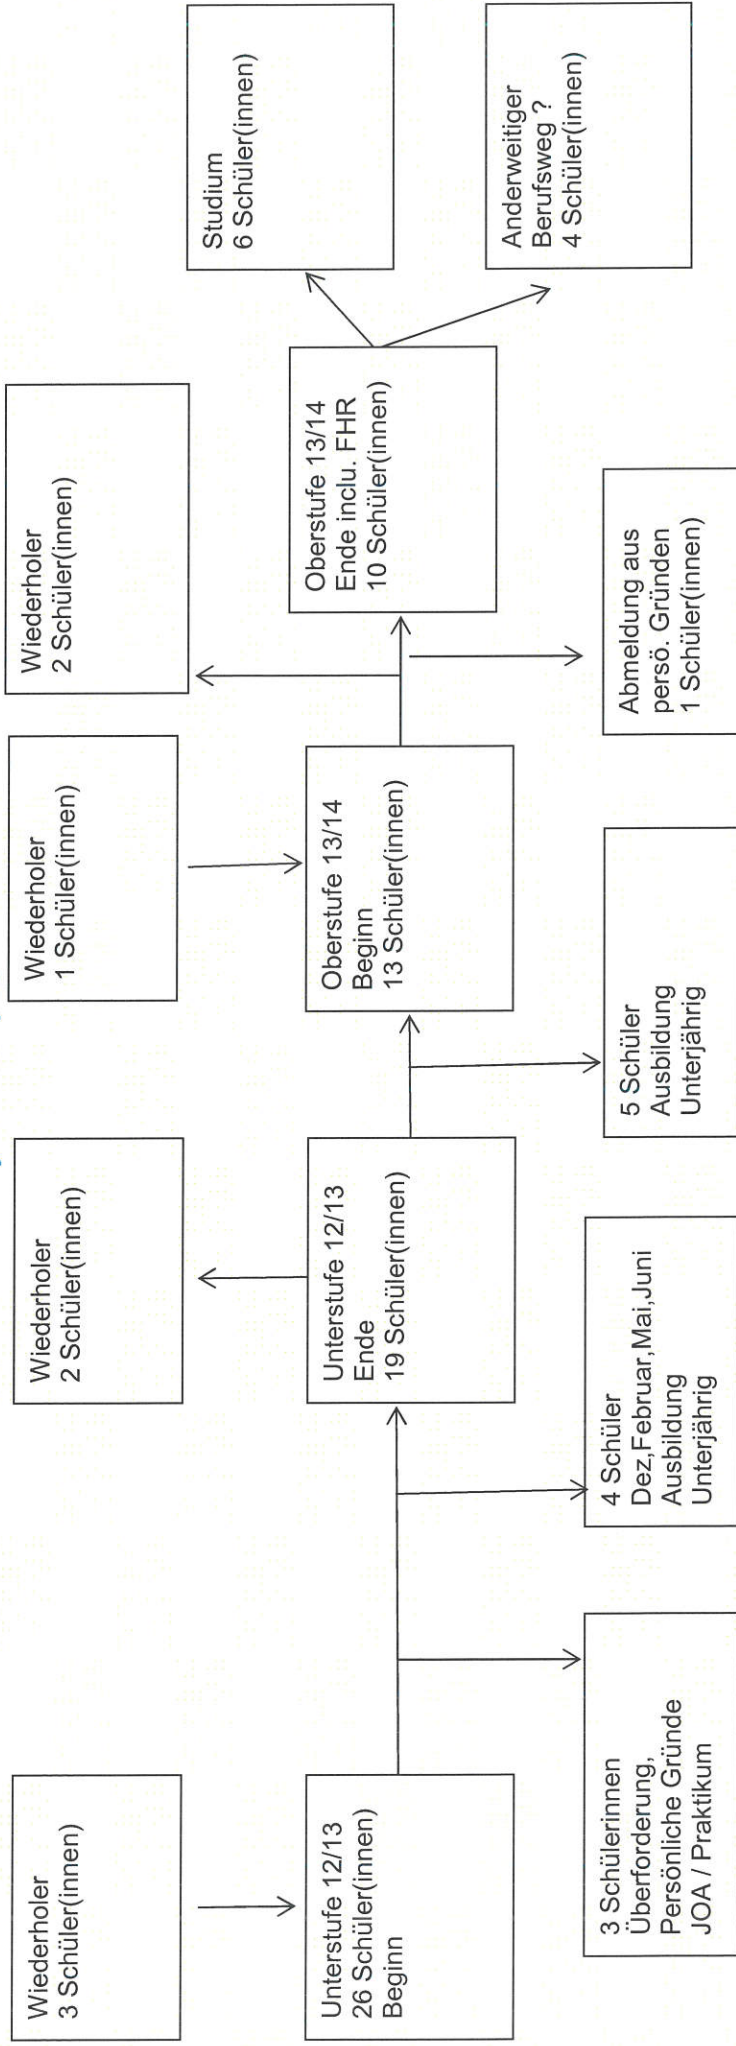 Wiederholer
3 Schüler(innen)
Unterstufe 12/13
26 Schüler(innen)
Beginn
3 Schülerinnen
Überforderung,
Persönliche Gründe
JOA / Praktikum
4 Schüler
Dez,Februar,Mai,Juni
Ausbildung
Unterjährig
Wiederholer
2 Schüler(innen)
Unterstufe 12/13
Ende
19 Schüler(innen)
5 Schüler
Ausbildung
Unterjährig
Wiederholer
1 Schüler(innen)
Oberstufe 13/14
Beginn
13 Schüler(innen)
Wiederholer
2 Schüler(innen)
Abmeldung aus
persö. Gründen
1 Schüler(innen)
Oberstufe 13/14
Ende inclu. FHR
10 Schüler(innen)
Studium
6 Schüler(innen)
Anderweitiger
Berufsweg ?
4 Schüler(innen)